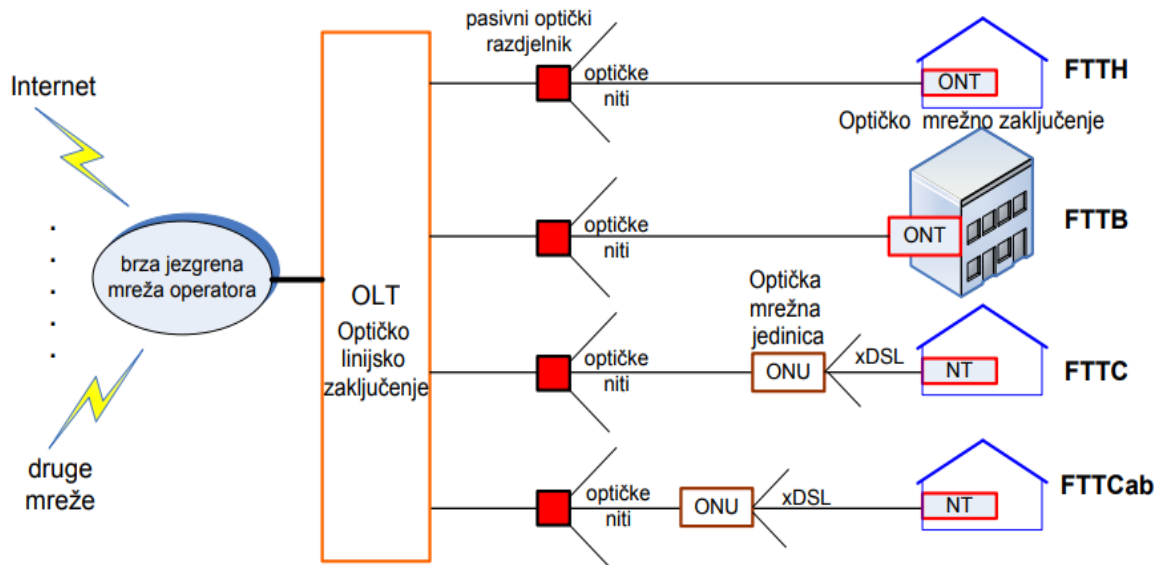 Internet
brza jezgrena
mreža operatora
druge
mreže
OLT
Optičko
linijsko
zaključenje
pasivni optički
razdjelnik
optičke
niti
ONT
FTTH
Optičko mrežno zaključenje
optičke
niti
ONT
FTTB
Optička
mrežna
jedinica
optičke
niti
ONU
xDSL
NT
FTTC
optičke
niti
ONU
xDSL
NT
FTTCab